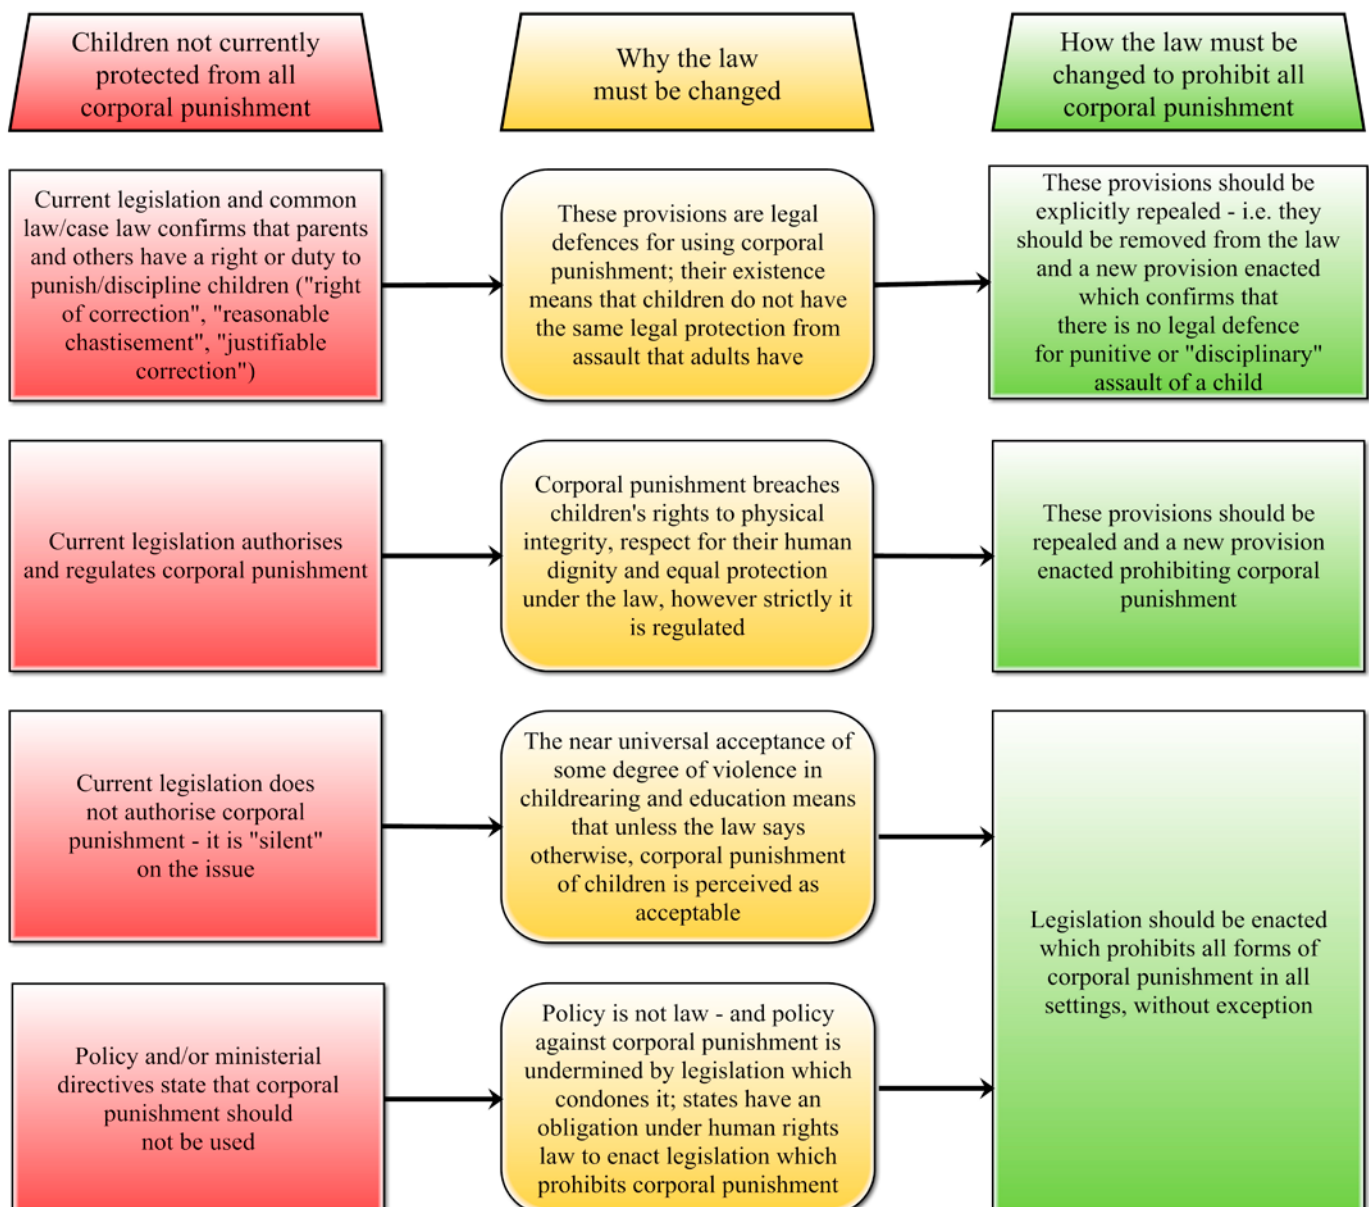 Children not currently
protected from all
corporal punishment
Why the law
must be changed
How the law must be
changed to prohibit all
corporal punishment
Current legislation and common
law/case law confirms that parents
and others have a right or duty to
punish/discipline children ("right
of correction", "reasonable
chastisement", "justifiable
correction")
These provisions are legal
defences for using corporal
punishment; their existence
means that children do not have
the same legal protection from
assault that adults have
These provisions should be
explicitly repealed - i.e. they
should be removed from the law
and a new provision enacted
which confirms that
there is no legal defence
for punitive or "disciplinary"
assault of a child
Current legislation authorises
and regulates corporal punishment
Corporal punishment breaches
children's rights to physical
integrity, respect for their human
dignity and equal protection
under the law, however strictly it
is regulated
These provisions should be
repealed and a new provision
enacted prohibiting corporal
punishment
Current legislation does
not authorise corporal
punishment - it is "silent"
on the issue
The near universal acceptance of
some degree of violence in
childrearing and education means
that unless the law says
otherwise, corporal punishment
of children is perceived as
acceptable
Legislation should be enacted
which prohibits all forms of
corporal punishment in all
settings, without exception
Policy and/or ministerial
directives state that corporal
punishment should
not be used
Policy is not law - and policy
against corporal punishment is
undermined by legislation which
condones it; states have an
obligation under human rights
law to enact legislation which
prohibits corporal punishment